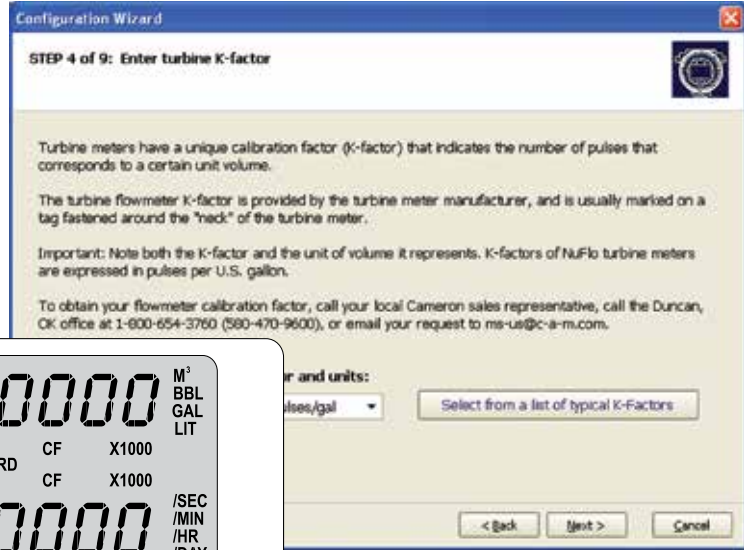 Configuration Wizard
STEP 4 of 9: Enter turbine K-factor
Turbine meters have a unique calibration factor (K-factor) that indicates the number of pulses that
corresponds to a certain unit volume.
The turbine flowmeter K-factor is provided by the turbine meter manufacturer, and is usually marked on a
tag fastened around the "neck" of the turbine meter.
Important: Note both the K-factor and the unit of volume it represents. K-factors of NuFlo turbine meters
are expressed in pulses per U.S. gallon.
To obtain your flowmeter calibration factor, call your local Cameron sales representative, call the Duncan,
OK office at 1-800-654-3760 (580-470-9600), or email your request to ms-us@c-a-m.com.
r and units:
ulses/gal
Select from a list of typical K-Factors
< Back
Next >
Cancel
0000
M³
BBL
GAL
LIT
CF X1000
RD
CF X1000
0000
/SEC
/MIN
/HR
/DAY